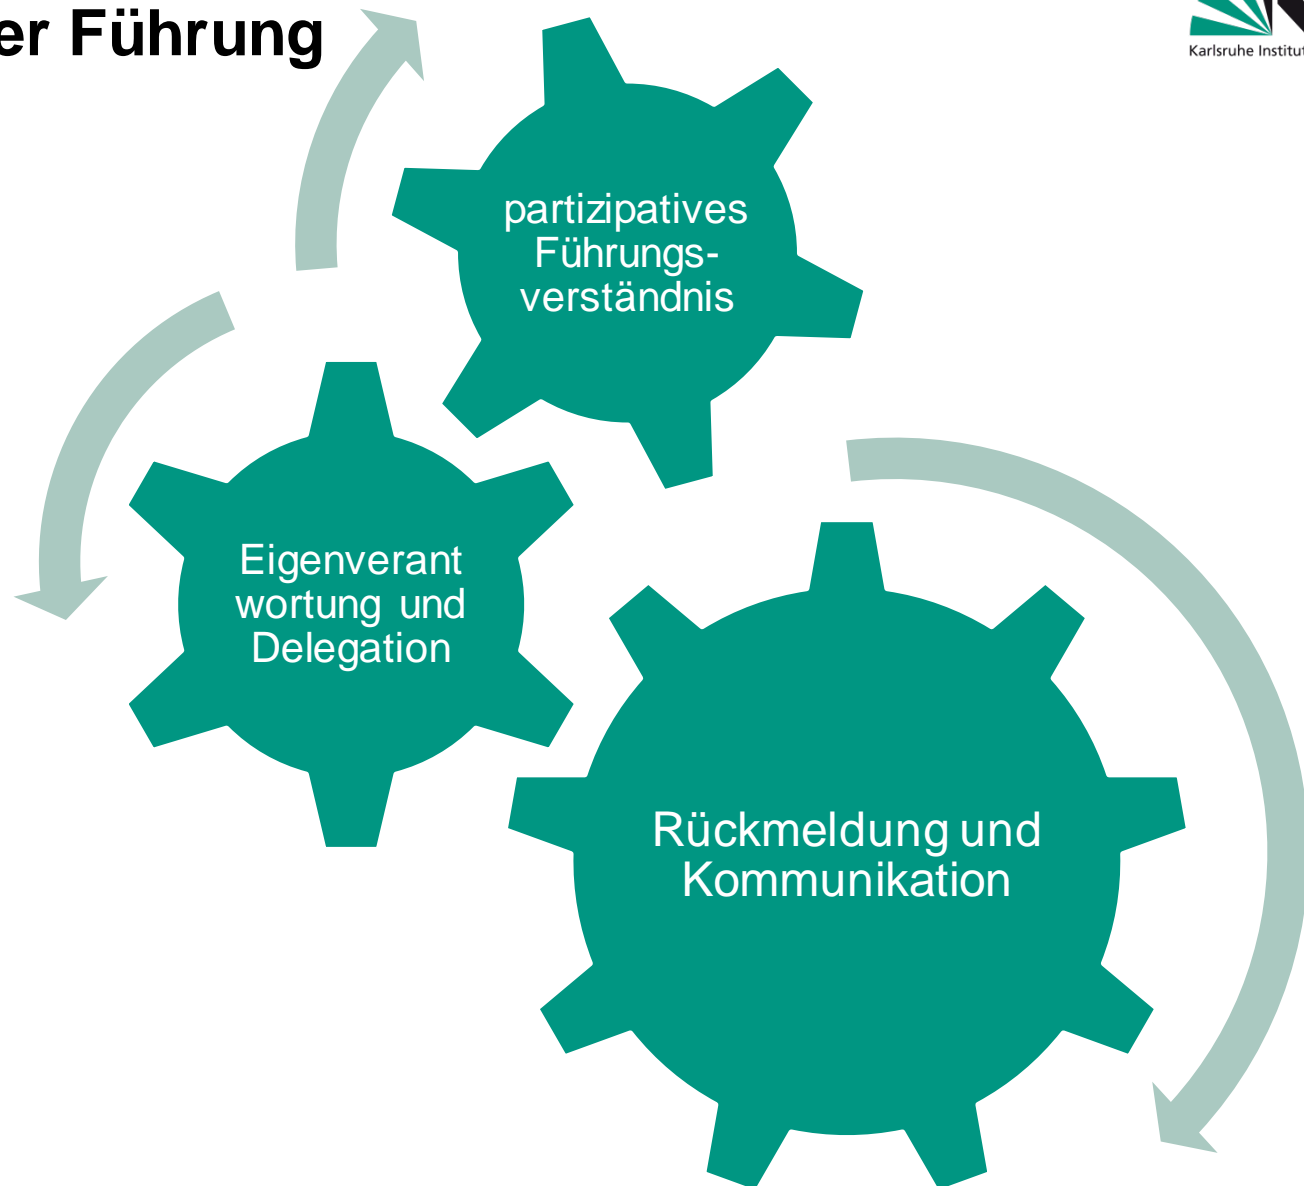 er Führung
Karlsruhe Institut
partizipatives
Führungs-
verständnis
Eigenverant
wortung und
Delegation
Rückmeldung und
Kommunikation